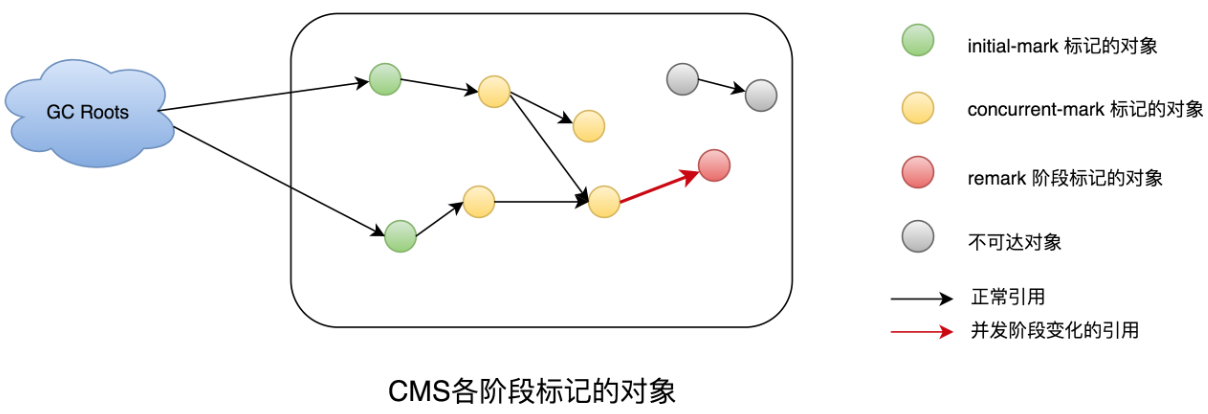 GC Roots
initial-mark 标记的对象
concurrent-mark 标记的对象
remark 阶段标记的对象
不可达对象
正常引用
并发阶段变化的引用
CMS各阶段标记的对象